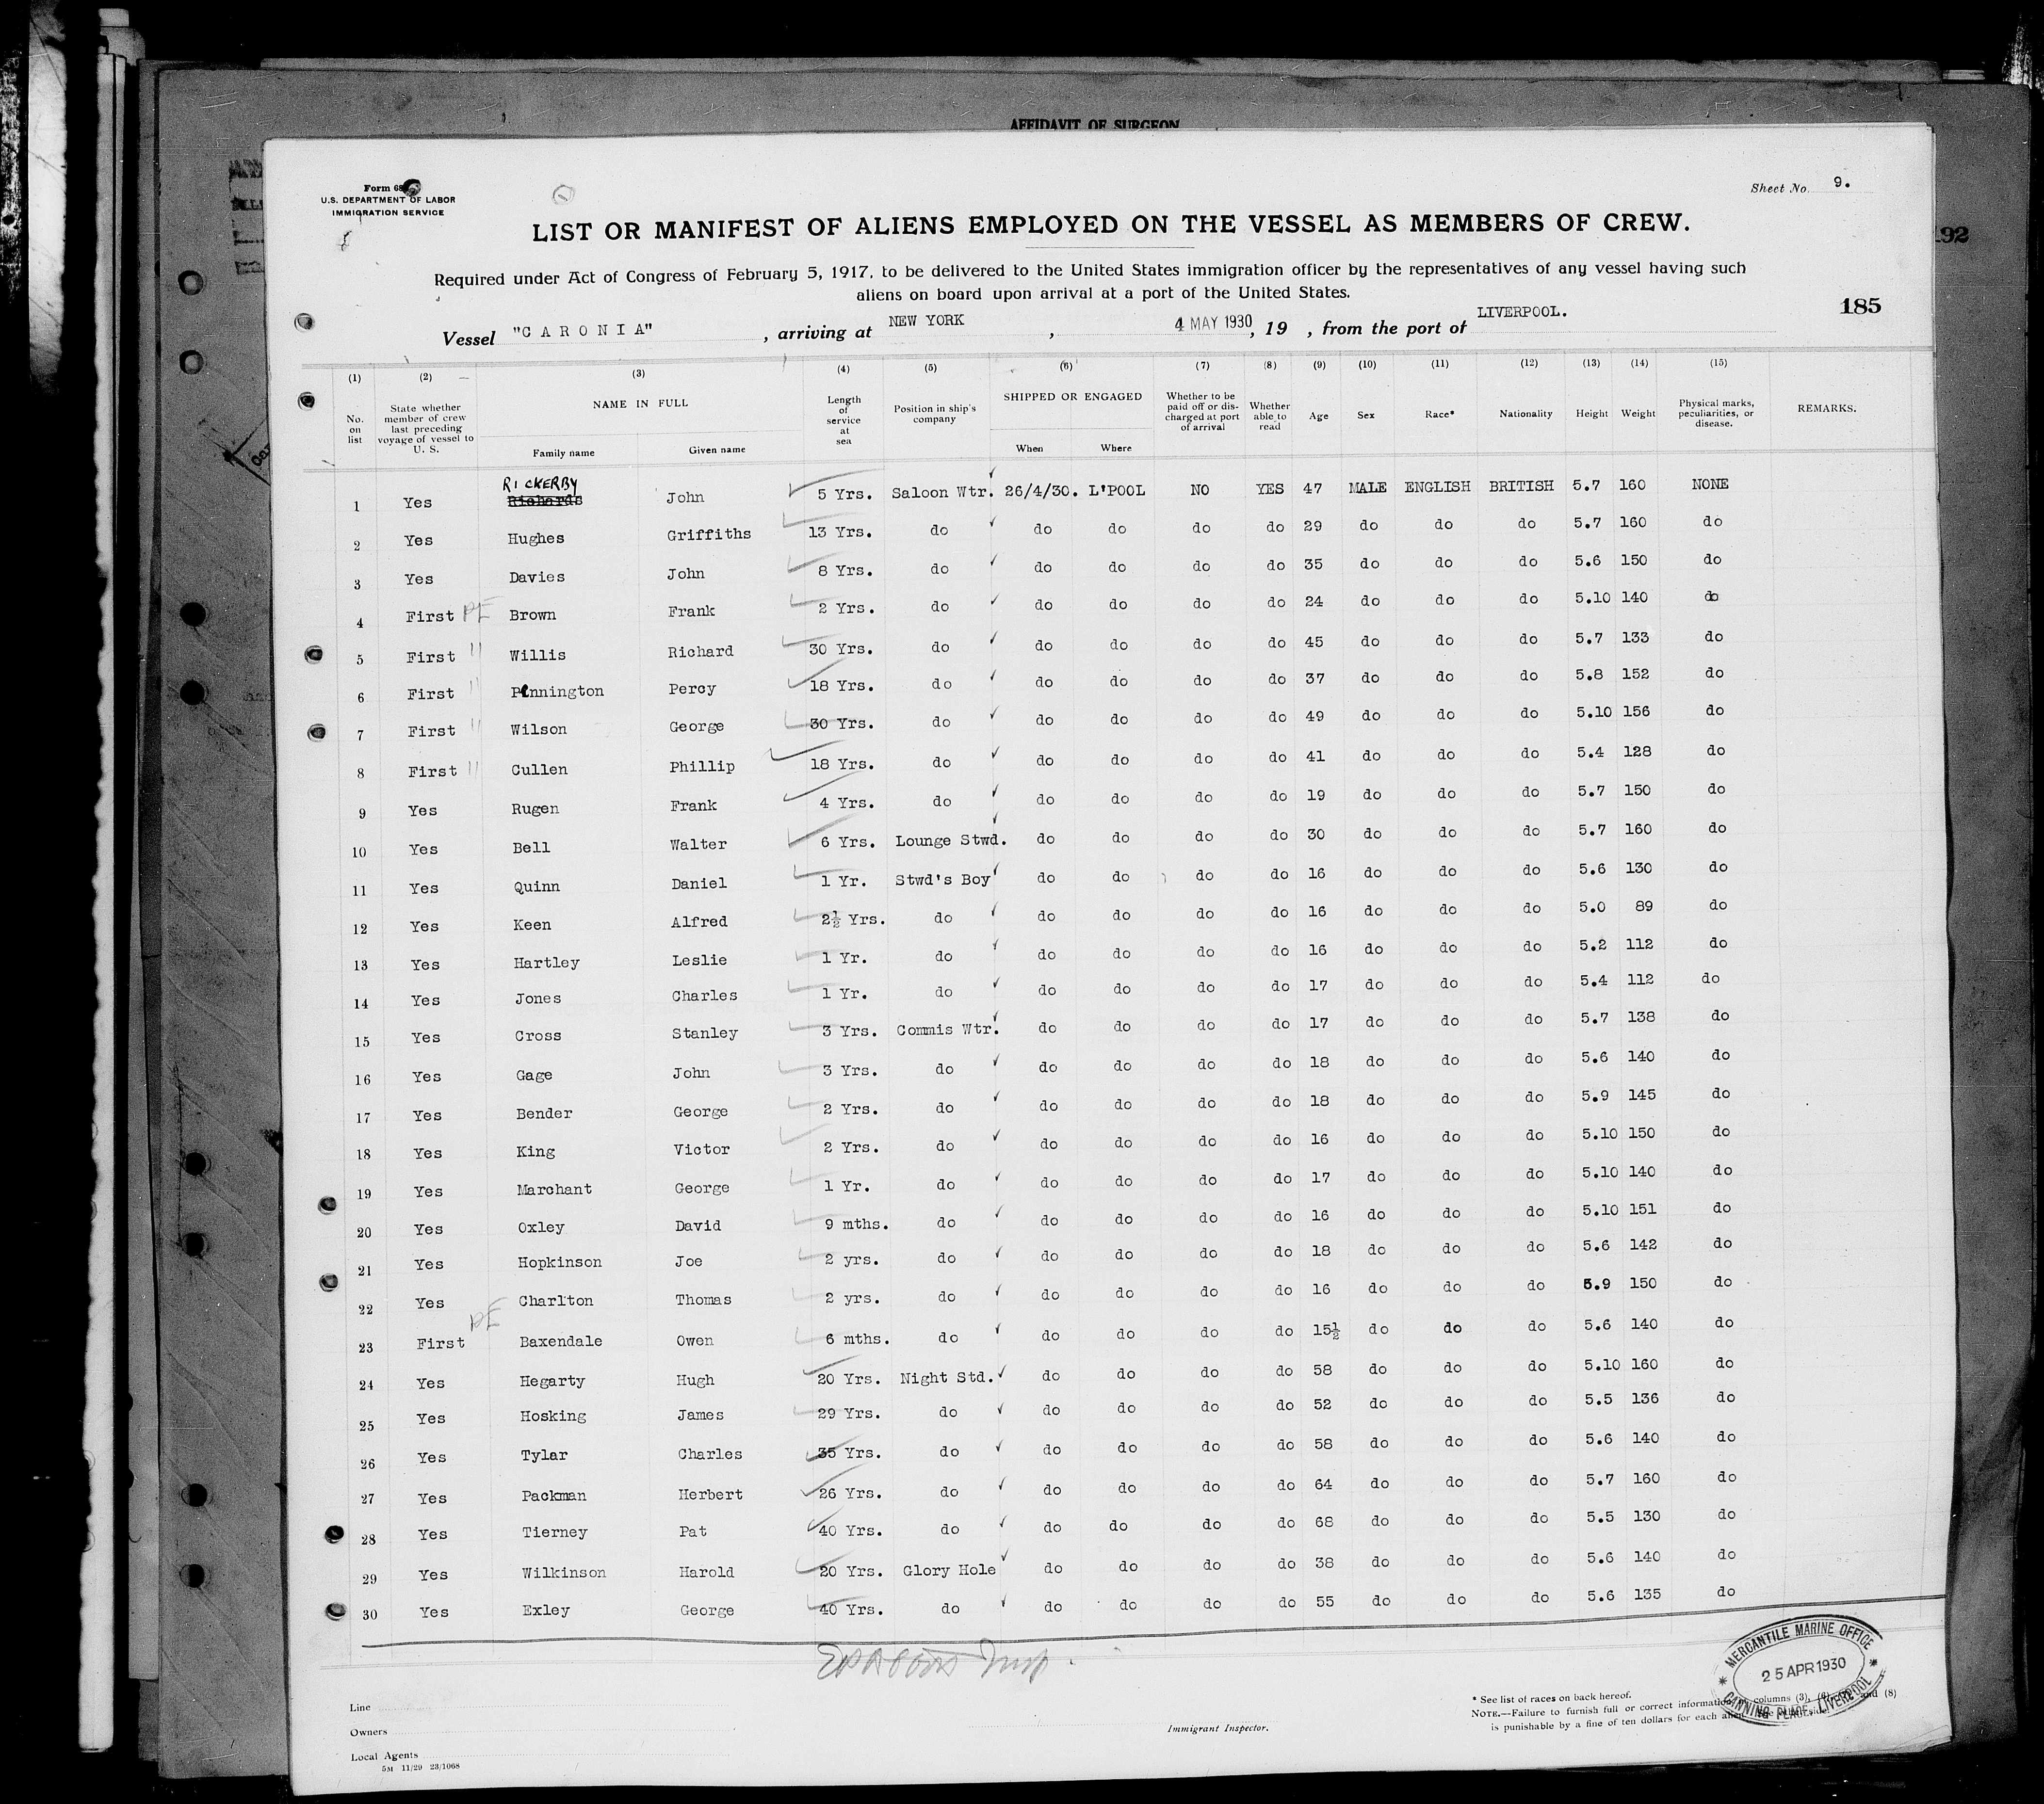 AFFIDAVIT OF SURGEON
Form 68
U.S. DEPARTMENT OF LABOR
IMMIGRATION SERVICE
Sheet No. 9.
LIST OR MANIFEST OF ALIENS EMPLOYED ON THE VESSEL AS MEMBERS OF CREW.
192
Required under Act of Congress of February 5, 1917, to be delivered to the United States immigration officer by the representatives of any vessel having such
aliens on board upon arrival at a port of the United States.
185
Vessel "CARONIA", arriving at NEW YORK, 4 MAY 1930, 19 , from the port of LIVERPOOL.
(1) (2) (3) (4) (5) (6) (7) (8) (9) (10) (11) (12) (13) (14) (15)
No. on list State whether member of crew last preceding voyage of vessel to U. S. NAME IN FULL Family name Given name Length of service at sea Position in ship's company SHIPPED OR ENGAGED When Where Whether to be paid off or discharged at port of arrival Whether able to read Age Sex Race* Nationality Height Weight Physical marks, peculiarities, or disease. REMARKS.
1 Yes RICKERBY Richards John 5 Yrs. Saloon Wtr. 26/4/30. L'POOL NO YES 47 MALE ENGLISH BRITISH 5.7 160 NONE
2 Yes Hughes Griffiths 13 Yrs. do do do do do 29 do do do 5.7 160 do
3 Yes Davies John 8 Yrs. do do do do do 35 do do do 5.6 150 do
4 First PE Brown Frank 2 Yrs. do do do do do 24 do do do 5.10 140 do
5 First " Willis Richard 30 Yrs. do do do do do 45 do do do 5.7 133 do
6 First " Pennington Percy 18 Yrs. do do do do do 37 do do do 5.8 152 do
7 First " Wilson George 30 Yrs. do do do do do 49 do do do 5.10 156 do
8 First " Cullen Phillip 18 Yrs. do do do do do 41 do do do 5.4 128 do
9 Yes Rugen Frank 4 Yrs. do do do do do 19 do do do 5.7 150 do
10 Yes Bell Walter 6 Yrs. Lounge Stwd. do do do do 30 do do do 5.7 160 do
11 Yes Quinn Daniel 1 Yr. Stwd's Boy do do do do 16 do do do 5.6 130 do
12 Yes Keen Alfred 2½ Yrs. do do do do do 16 do do do 5.0 89 do
13 Yes Hartley Leslie 1 Yr. do do do do do 16 do do do 5.2 112 do
14 Yes Jones Charles 1 Yr. do do do do do 17 do do do 5.4 112 do
15 Yes Cross Stanley 3 Yrs. Commis Wtr. do do do do 17 do do do 5.7 138 do
16 Yes Gage John 3 Yrs. do do do do do 18 do do do 5.6 140 do
17 Yes Bender George 2 Yrs. do do do do do 18 do do do 5.9 145 do
18 Yes King Victor 2 Yrs. do do do do do 16 do do do 5.10 150 do
19 Yes Marchant George 1 Yr. do do do do do 17 do do do 5.10 140 do
20 Yes Oxley David 9 mths. do do do do do 16 do do do 5.10 151 do
21 Yes Hopkinson Joe 2 yrs. do do do do do 18 do do do 5.6 142 do
22 Yes Charlton Thomas 2 yrs. do do do do do 16 do do do 5.9 150 do
23 First PE Baxendale Owen 6 mths. do do do do do 15½ do do do 5.6 140 do
24 Yes Hegarty Hugh 20 Yrs. Night Std. do do do do 58 do do do 5.10 160 do
25 Yes Hosking James 29 Yrs. do do do do do 52 do do do 5.5 136 do
26 Yes Tylar Charles 35 Yrs. do do do do do 58 do do do 5.6 140 do
27 Yes Packman Herbert 26 Yrs. do do do do do 64 do do do 5.7 160 do
28 Yes Tierney Pat 40 Yrs. do do do do do 68 do do do 5.5 130 do
29 Yes Wilkinson Harold 20 Yrs. Glory Hole do do do do 38 do do do 5.6 140 do
30 Yes Exley George 40 Yrs. do do do do do 55 do do do 5.6 135 do
MERCANTILE MARINE OFFICE
25 APR 1930
CANNING PLACE, LIVERPOOL
Line
Owners
Local Agents
5M 11/29 23/1068
Immigrant Inspector.
* See list of races on back hereof.
NOTE.—Failure to furnish full or correct information columns (3), (6), and (8)
is punishable by a fine of ten dollars for each alien